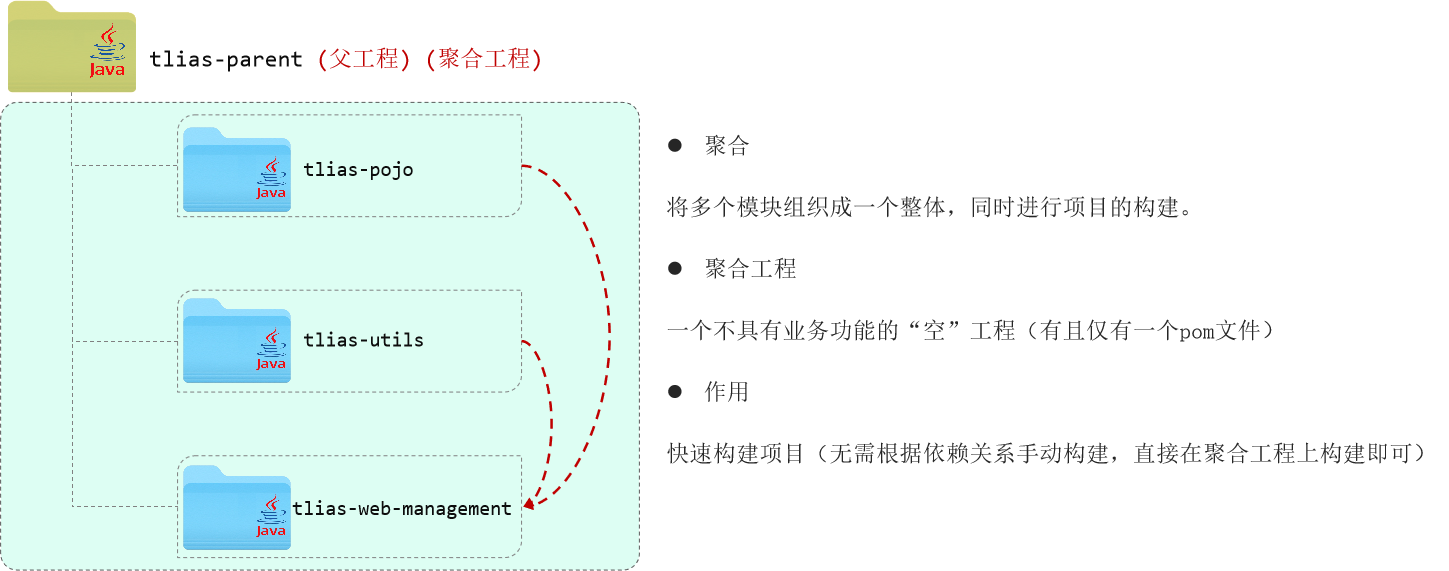 Java
tlias-parent (父工程) (聚合工程)
Java
tlias-pojo
Java
tlias-utils
Java
tlias-web-management
● 聚合
将多个模块组织成一个整体，同时进行项目的构建。
● 聚合工程
一个不具有业务功能的“空”工程（有且仅有一个pom文件）
● 作用
快速构建项目（无需根据依赖关系手动构建，直接在聚合工程上构建即可）